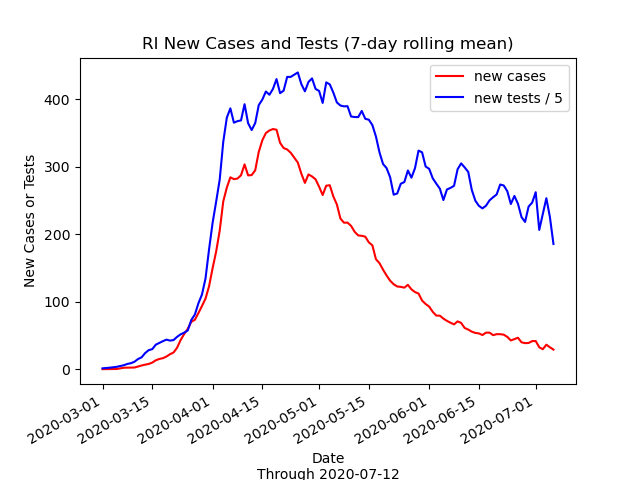 RI New Cases and Tests (7-day rolling mean)
new cases
new tests / 5
New Cases or Tests
400
300
200
100
0
2020-03-01
2020-03-15
2020-04-01
2020-04-15
2020-05-01
2020-05-15
2020-06-01
2020-06-15
2020-07-01
Date
Through 2020-07-12